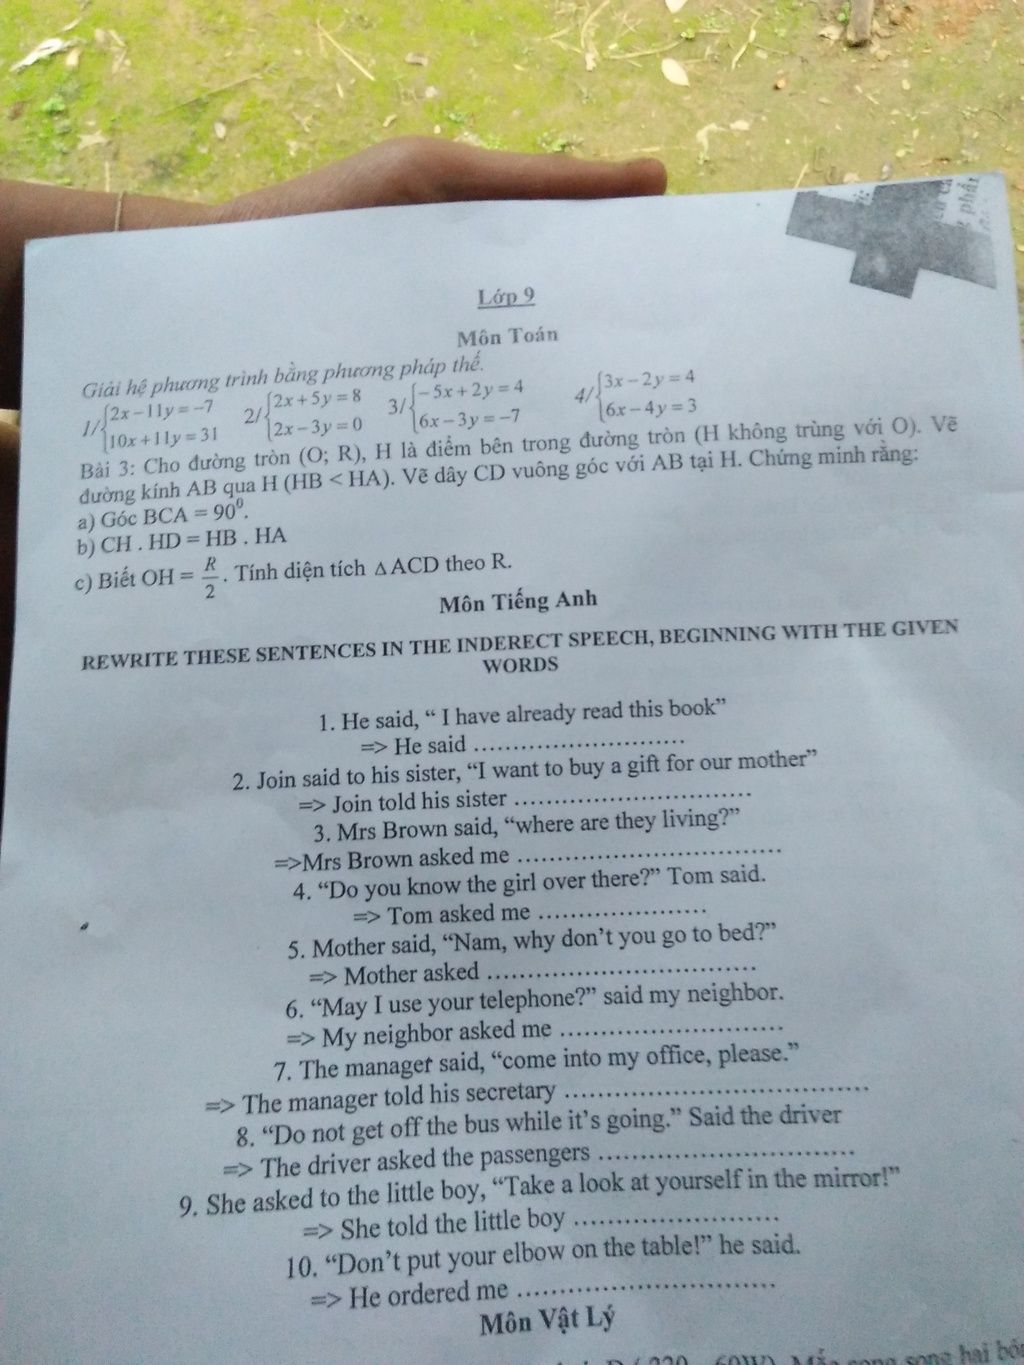 Lớp 9
Môn Toán
Giải hệ phương trình bằng phương pháp thế.
1/ {2x − 11y = −7 2/ {2x + 5y = 8 3/ {−5x + 2y = 4 4/ {3x − 2y = 4
{10x + 11y = 31 {2x − 3y = 0 {6x − 3y = −7 {6x − 4y = 3
Bài 3: Cho đường tròn (O; R), H là điểm bên trong đường tròn (H không trùng với O). Vẽ
đường kính AB qua H (HB < HA). Vẽ dây CD vuông góc với AB tại H. Chứng minh rằng:
a) Góc BCA = 90⁰.
b) CH . HD = HB . HA
c) Biết OH = R/2. Tính diện tích ΔACD theo R.
Môn Tiếng Anh
REWRITE THESE SENTENCES IN THE INDERECT SPEECH, BEGINNING WITH THE GIVEN
WORDS
1. He said, “ I have already read this book”
=> He said ...........................
2. Join said to his sister, “I want to buy a gift for our mother”
=> Join told his sister ..............................
3. Mrs Brown said, “where are they living?”
=>Mrs Brown asked me .................................
4. “Do you know the girl over there?” Tom said.
=> Tom asked me .....................
5. Mother said, “Nam, why don’t you go to bed?”
=> Mother asked ..................................
6. “May I use your telephone?” said my neighbor.
=> My neighbor asked me ............................
7. The manager said, “come into my office, please.”
=> The manager told his secretary ......................................
8. “Do not get off the bus while it’s going.” Said the driver
=> The driver asked the passengers ................................
9. She asked to the little boy, “Take a look at yourself in the mirror!”
=> She told the little boy ..........................
10. “Don’t put your elbow on the table!” he said.
=> He ordered me ................................
Môn Vật Lý
song song hai